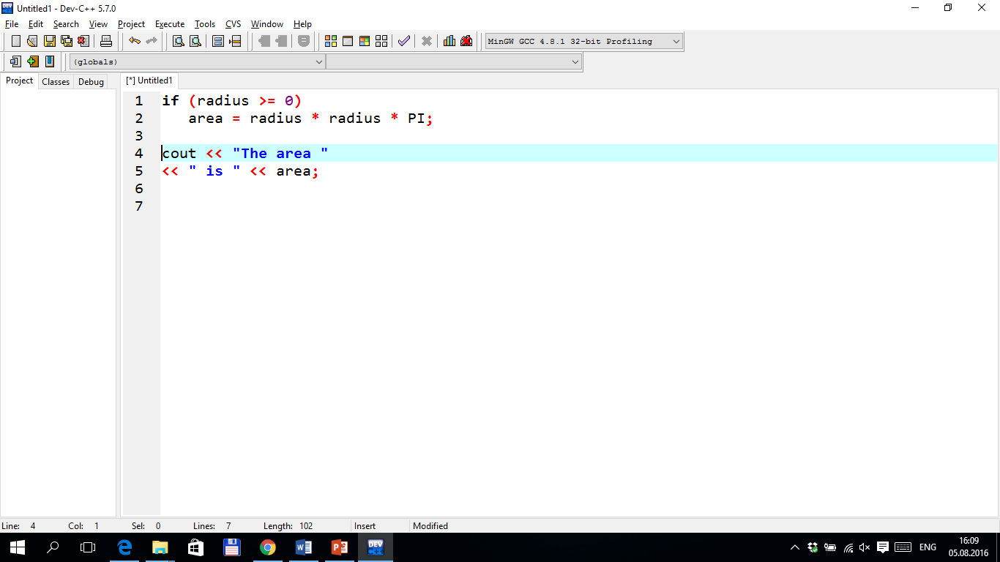 Untitled1 - Dev-C++ 5.7.0
File Edit Search View Project Execute Tools CVS Window Help
MinGW GCC 4.8.1 32-bit Profiling
(globals)
Project Classes Debug [*] Untitled1
1 if (radius >= 0)
2 area = radius * radius * PI;
3
4 cout << "The area "
5 << " is " << area;
6
7
Line: 4 Col: 1 Sel: 0 Lines: 7 Length: 102 Insert Modified
DEV
ENG 16:09
05.08.2016